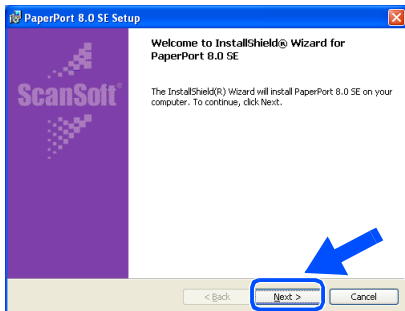 PaperPort 8.0 SE Setup
Welcome to InstallShield® Wizard for
PaperPort 8.0 SE
ScanSoft®
The InstallShield(R) Wizard will install PaperPort 8.0 SE on your
computer. To continue, click Next.
< Back
Next >
Cancel